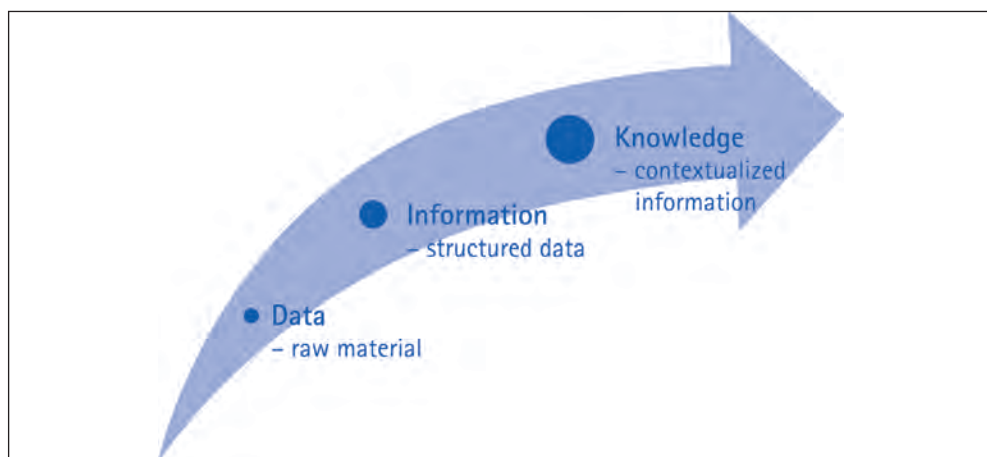 Knowledge
– contextualized
information
Information
– structured data
Data
– raw material